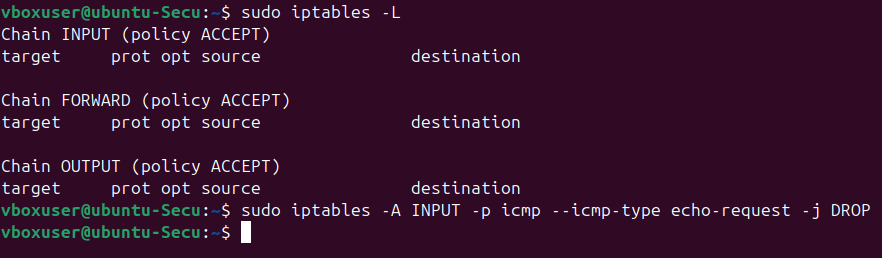 vboxuser@ubuntu-Secu:~$ sudo iptables -L
Chain INPUT (policy ACCEPT)
target     prot opt source               destination

Chain FORWARD (policy ACCEPT)
target     prot opt source               destination

Chain OUTPUT (policy ACCEPT)
target     prot opt source               destination
vboxuser@ubuntu-Secu:~$ sudo iptables -A INPUT -p icmp --icmp-type echo-request -j DROP
vboxuser@ubuntu-Secu:~$